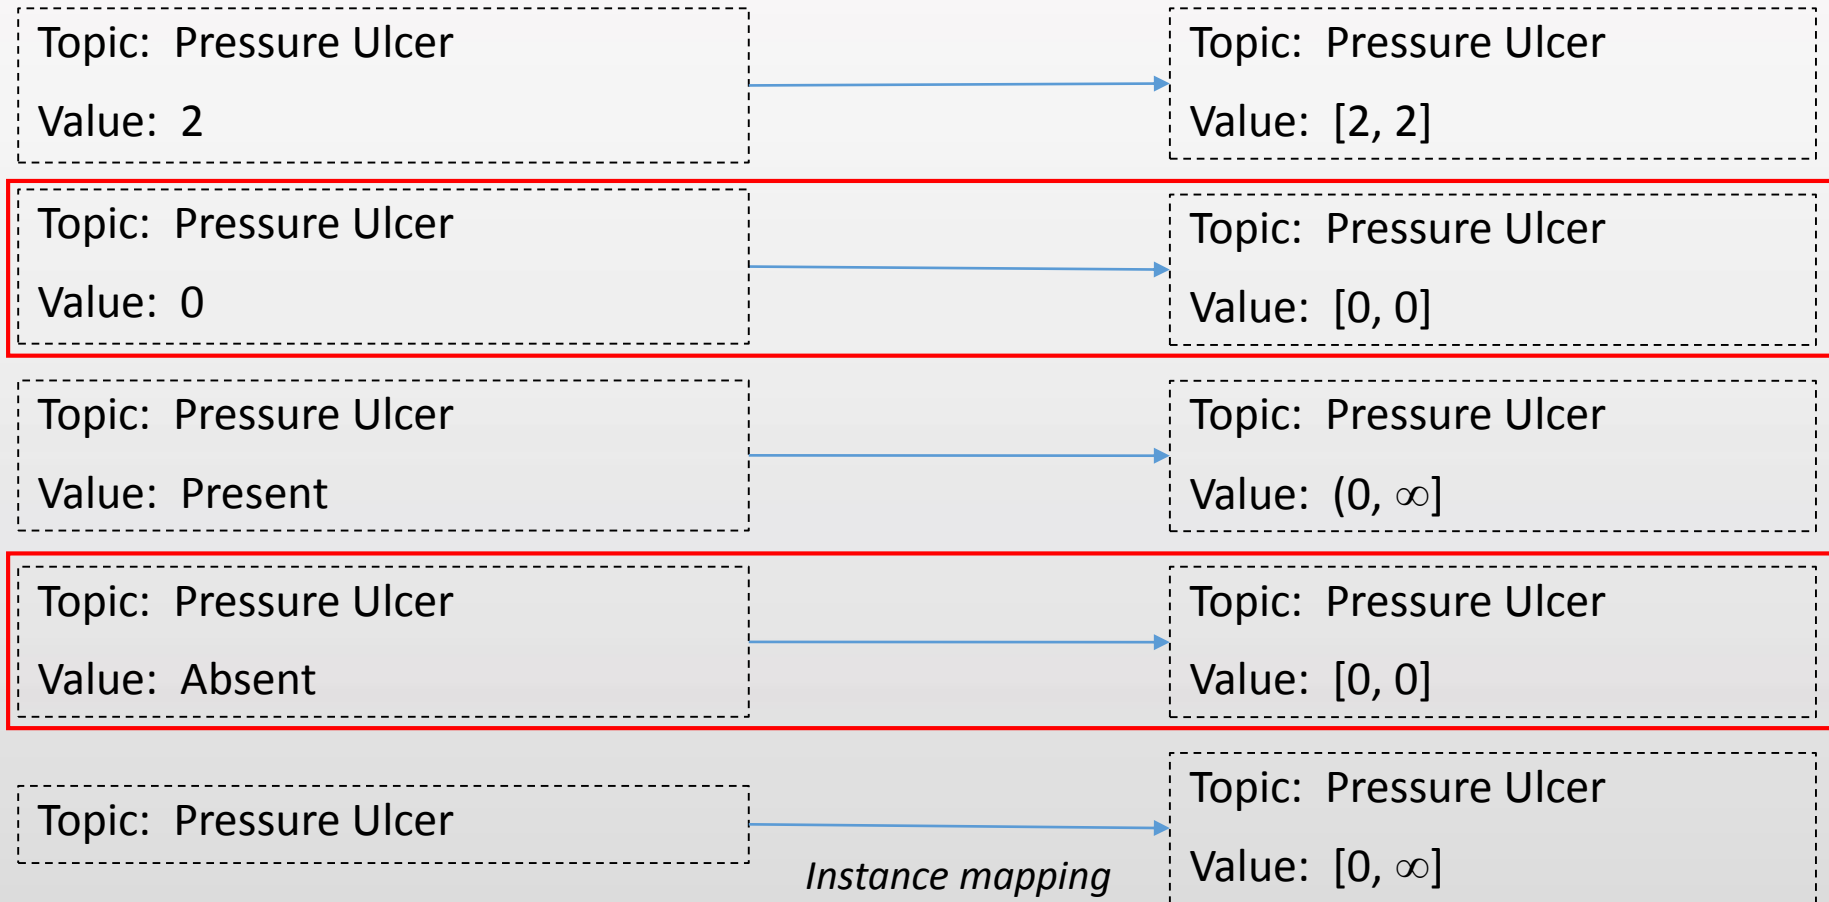 Topic: Pressure Ulcer
Value: 2
Topic: Pressure Ulcer
Value: [2, 2]
Topic: Pressure Ulcer
Value: 0
Topic: Pressure Ulcer
Value: [0, 0]
Topic: Pressure Ulcer
Value: Present
Topic: Pressure Ulcer
Value: (0, ∞]
Topic: Pressure Ulcer
Value: Absent
Topic: Pressure Ulcer
Value: [0, 0]
Topic: Pressure Ulcer
Instance mapping
Topic: Pressure Ulcer
Value: [0, ∞]